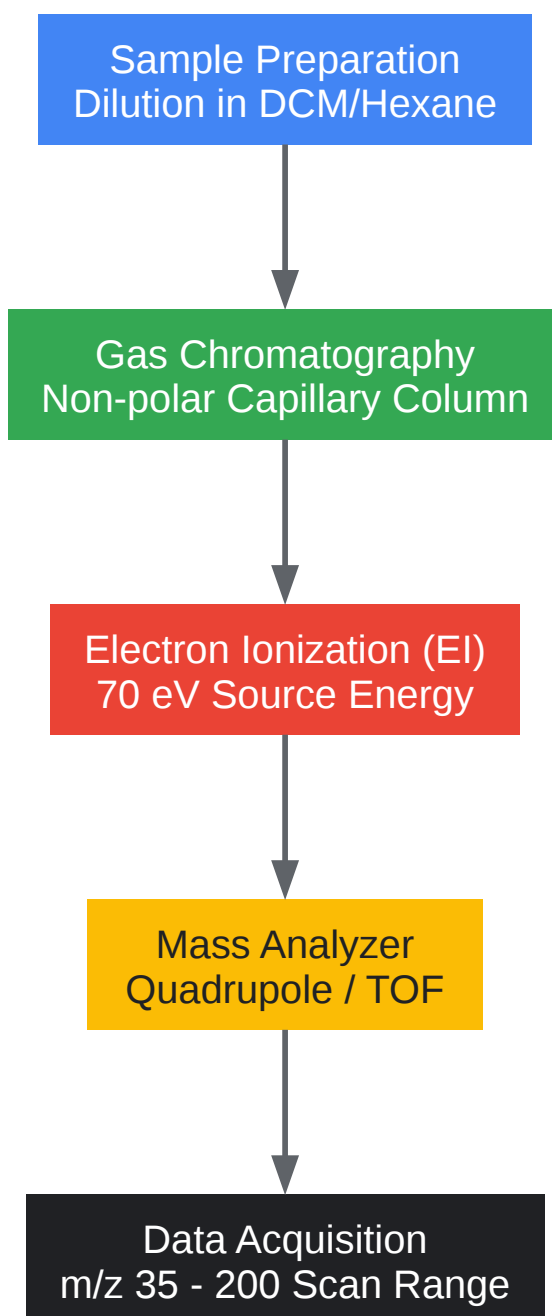 Sample Preparation
Dilution in DCM/Hexane
Gas Chromatography
Non-polar Capillary Column
Electron Ionization (EI)
70 eV Source Energy
Mass Analyzer
Quadrupole / TOF
Data Acquisition
m/z 35 - 200 Scan Range